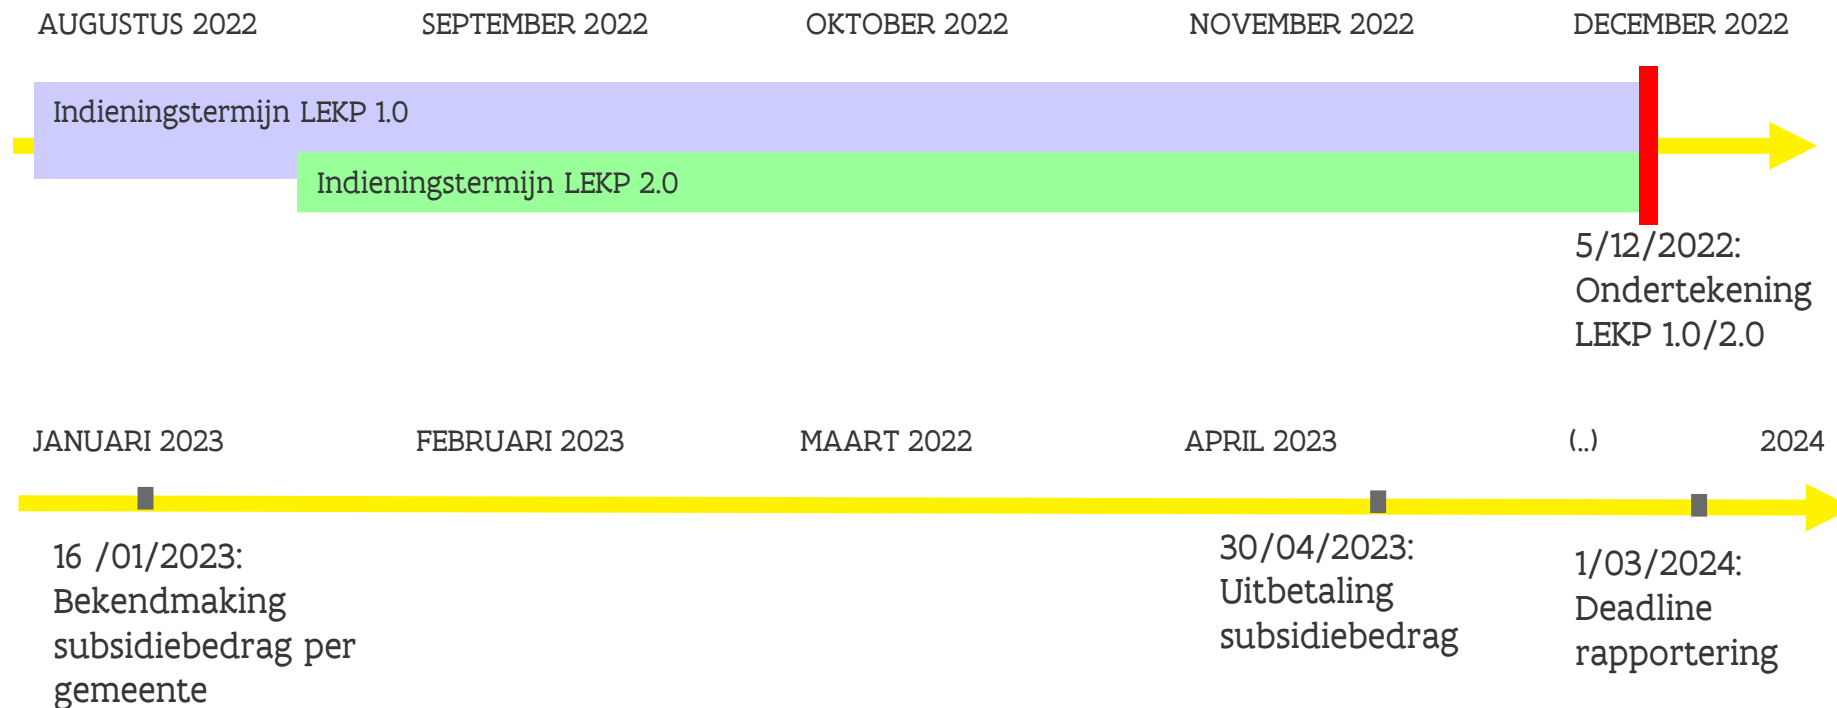 AUGUSTUS 2022 SEPTEMBER 2022 OKTOBER 2022 NOVEMBER 2022 DECEMBER 2022
Indieningstermijn LEKP 1.0
Indieningstermijn LEKP 2.0
5/12/2022:
Ondertekening
LEKP 1.0/2.0
JANUARI 2023 FEBRUARI 2023 MAART 2022 APRIL 2023 (..) 2024
16 /01/2023:
Bekendmaking
subsidiebedrag per
gemeente
30/04/2023:
Uitbetaling
subsidiebedrag
1/03/2024:
Deadline
rapportering